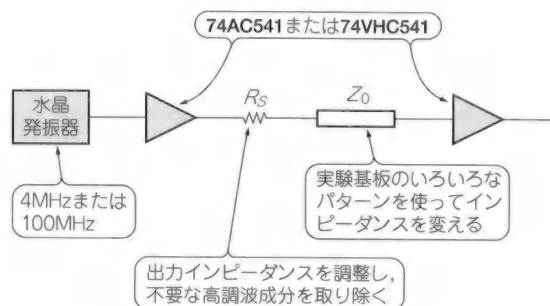 74AC541または74VHC541
水晶
発振器
R_S
Z_0
4MHzまたは
100MHz
実験基板のいろいろな
パターンを使ってイン
ピーダンスを変える
出力インピーダンスを調整し，
不要な高調波成分を取り除く